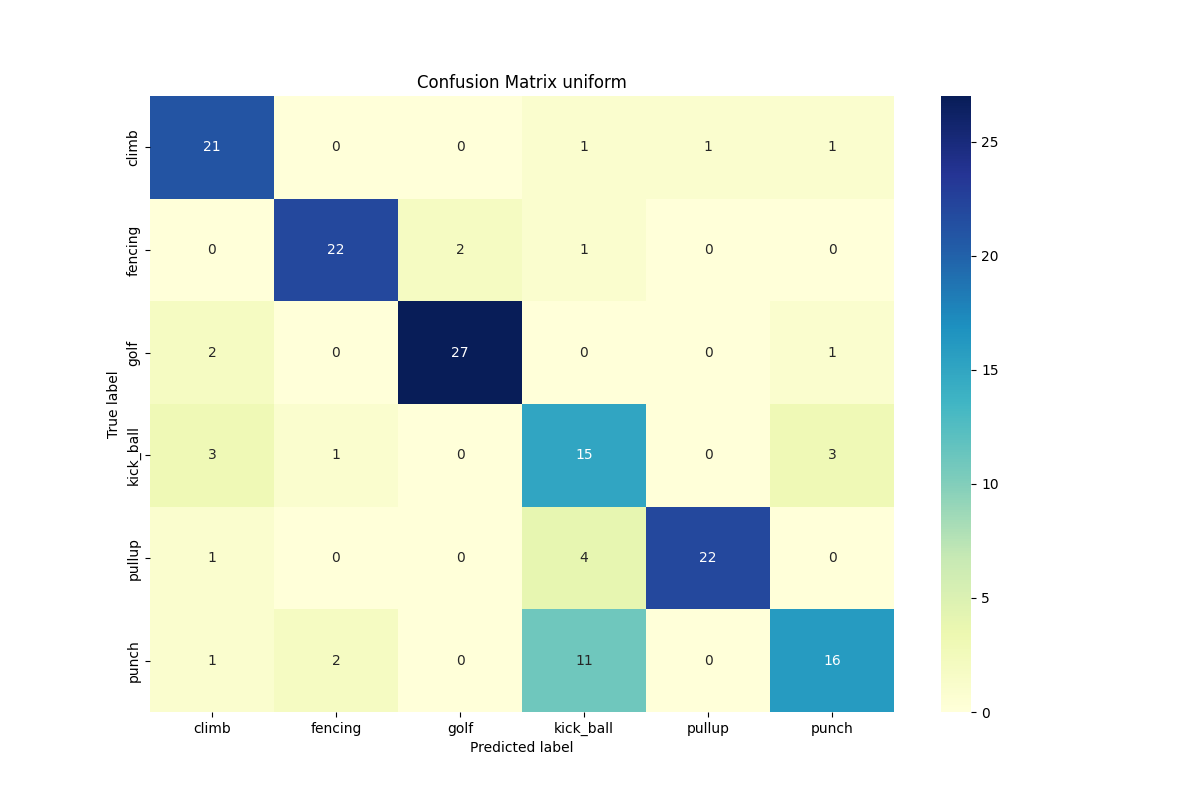 Confusion Matrix uniform
True label
climb 21 0 0 1 1 1
fencing 0 22 2 1 0 0
golf 2 0 27 0 0 1
kick_ball 3 1 0 15 0 3
pullup 1 0 0 4 22 0
punch 1 2 0 11 0 16
climb fencing golf kick_ball pullup punch
Predicted label
25
20
15
10
5
0